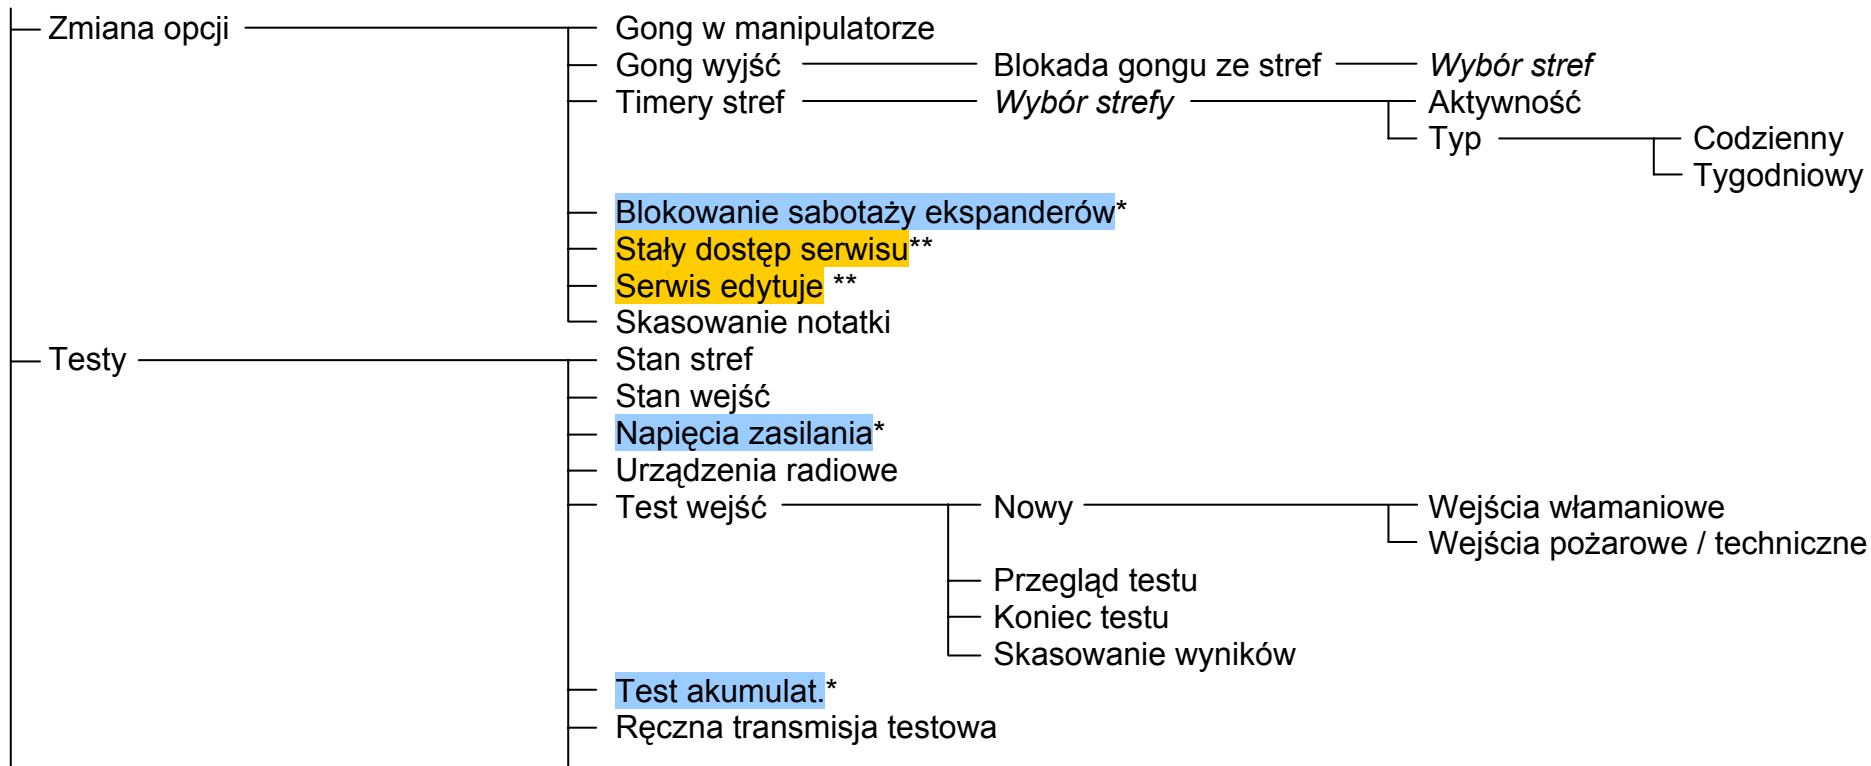 Zmiana opcji Gong w manipulatorze
Gong wyjść Blokada gongu ze stref Wybór stref
Timery stref Wybór strefy Aktywność
Typ Codzienny
Tygodniowy
Blokowanie sabotaży ekspanderów*
Stały dostęp serwisu**
Serwis edytuje **
Skasowanie notatki
Testy Stan stref
Stan wejść
Napięcia zasilania*
Urządzenia radiowe
Test wejść Nowy Wejścia włamaniowe
Wejścia pożarowe / techniczne
Przegląd testu
Koniec testu
Skasowanie wyników
Test akumulat.*
Ręczna transmisja testowa